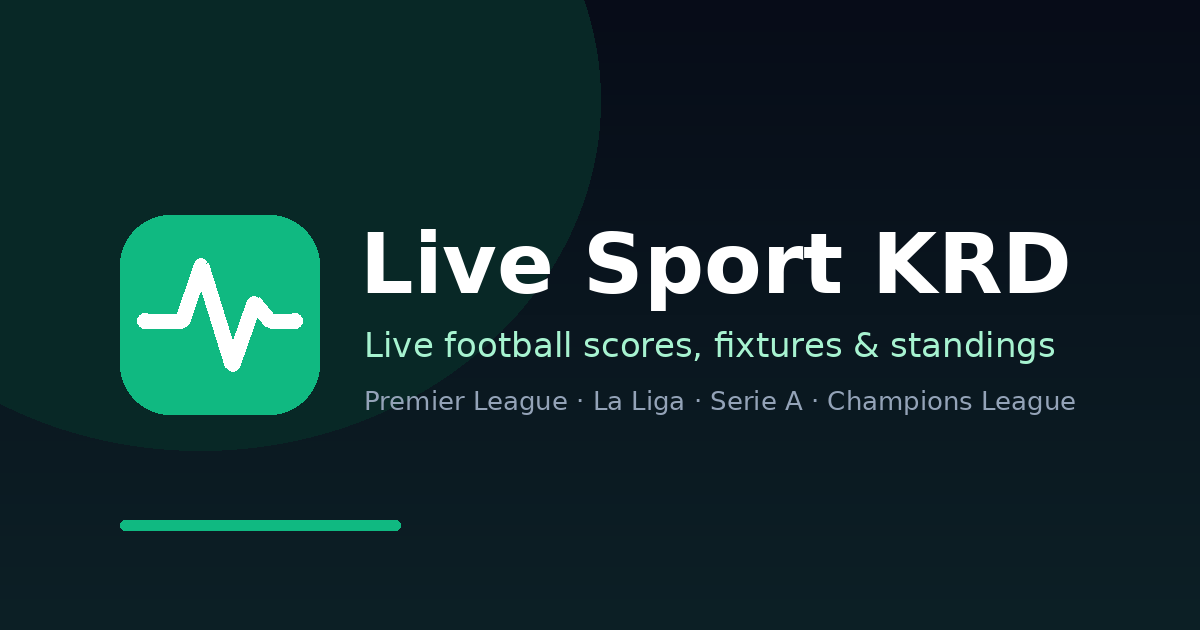 Live Sport KRD
Live football scores, fixtures & standings
Premier League · La Liga · Serie A · Champions League